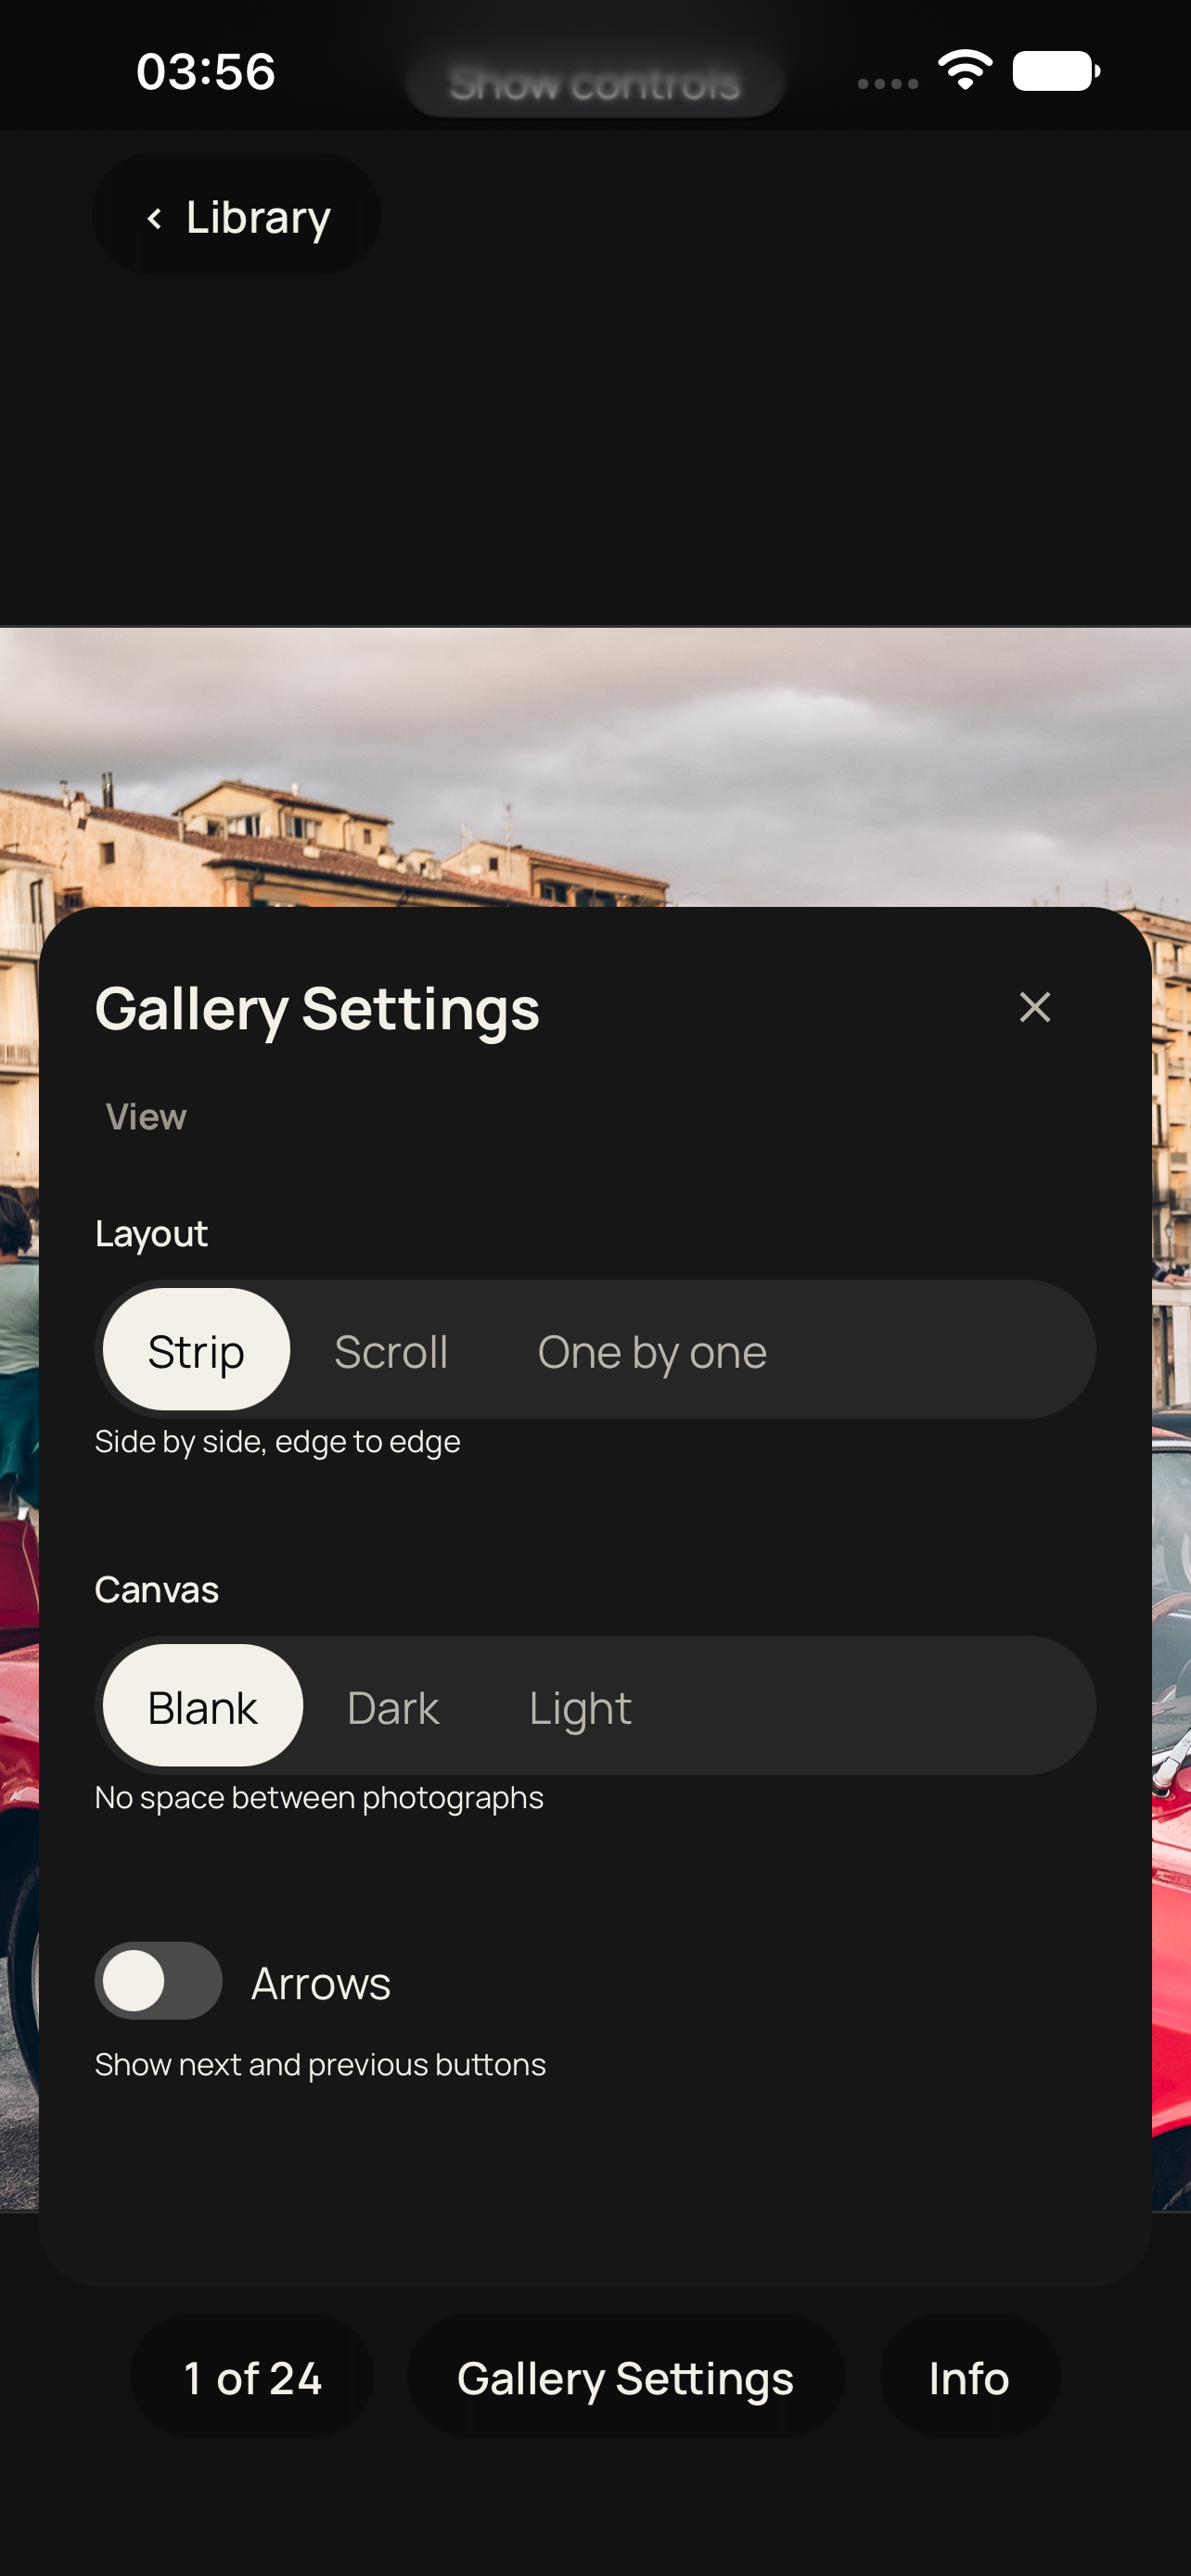 03:56
Show controls
Library
Gallery Settings
View
Layout
Strip Scroll One by one
Side by side, edge to edge
Canvas
Blank Dark Light
No space between photographs
Arrows
Show next and previous buttons
1 of 24 Gallery Settings Info